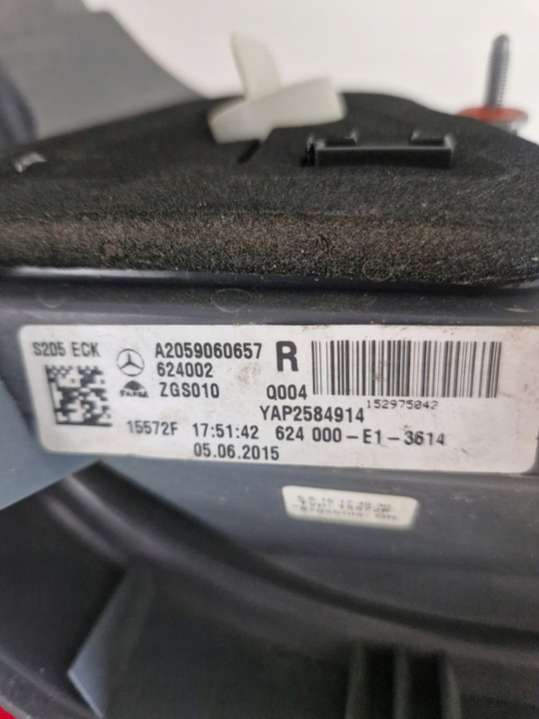 S205 ECK A2059060657 R
624002
ZGS010 Q004 152975042
YAP2584914
15572F 17:51:42 624 000-E1-3614
05.06.2015